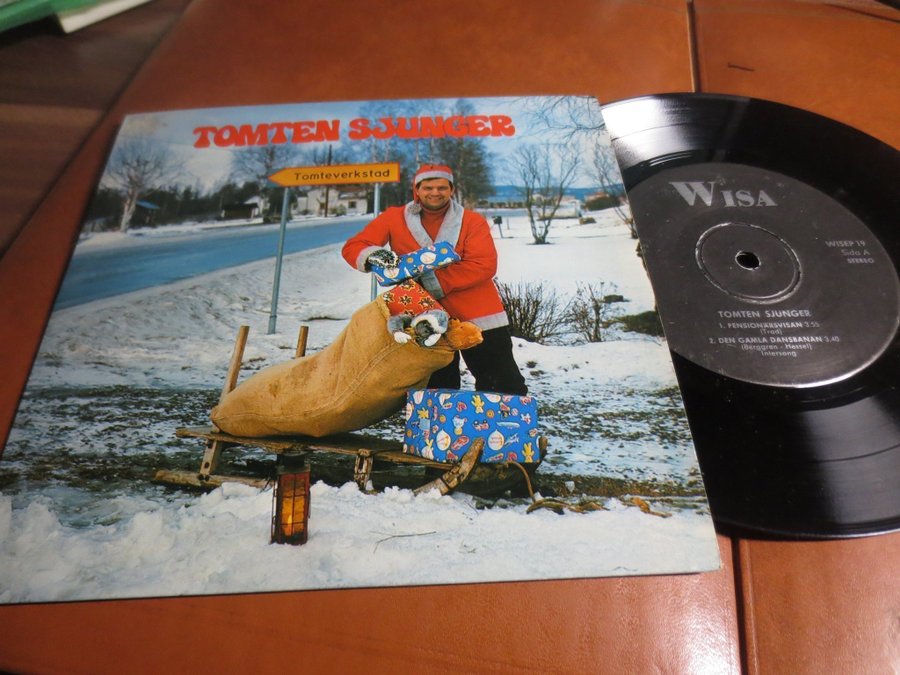 TOMTEN SJUNGER
Tomteverkstad
WISA
WISEP 19
Sida A
STEREO
TOMTEN SJUNGER
1. PENSIONÄRSVISAN 3.55
(Trad)
2. DEN GAMLA DANSBANAN 3.40
(Berggren - Hessel)
Intersong